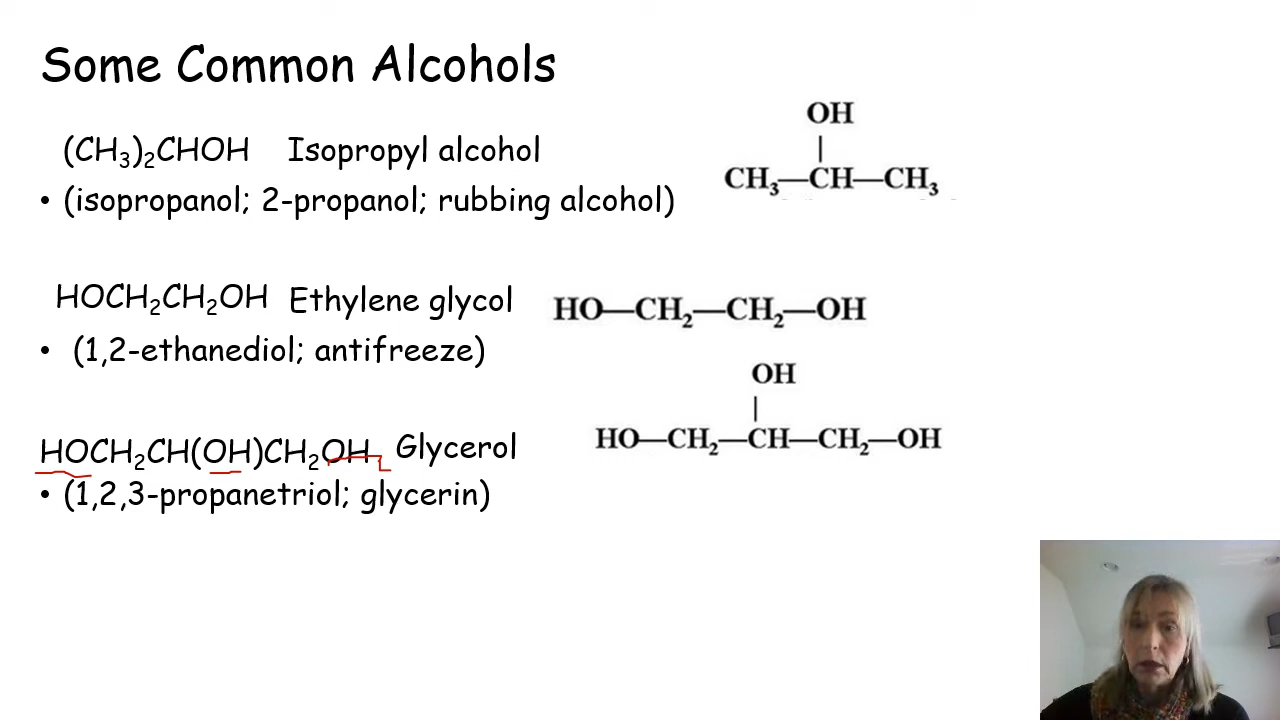 Some Common Alcohols
(CH₃)₂CHOH Isopropyl alcohol
• (isopropanol; 2-propanol; rubbing alcohol)
OH
|
CH₃—CH—CH₃
HOCH₂CH₂OH Ethylene glycol
• (1,2-ethanediol; antifreeze)
HO—CH₂—CH₂—OH
HOCH₂CH(OH)CH₂OH Glycerol
• (1,2,3-propanetriol; glycerin)
OH
|
HO—CH₂—CH—CH₂—OH